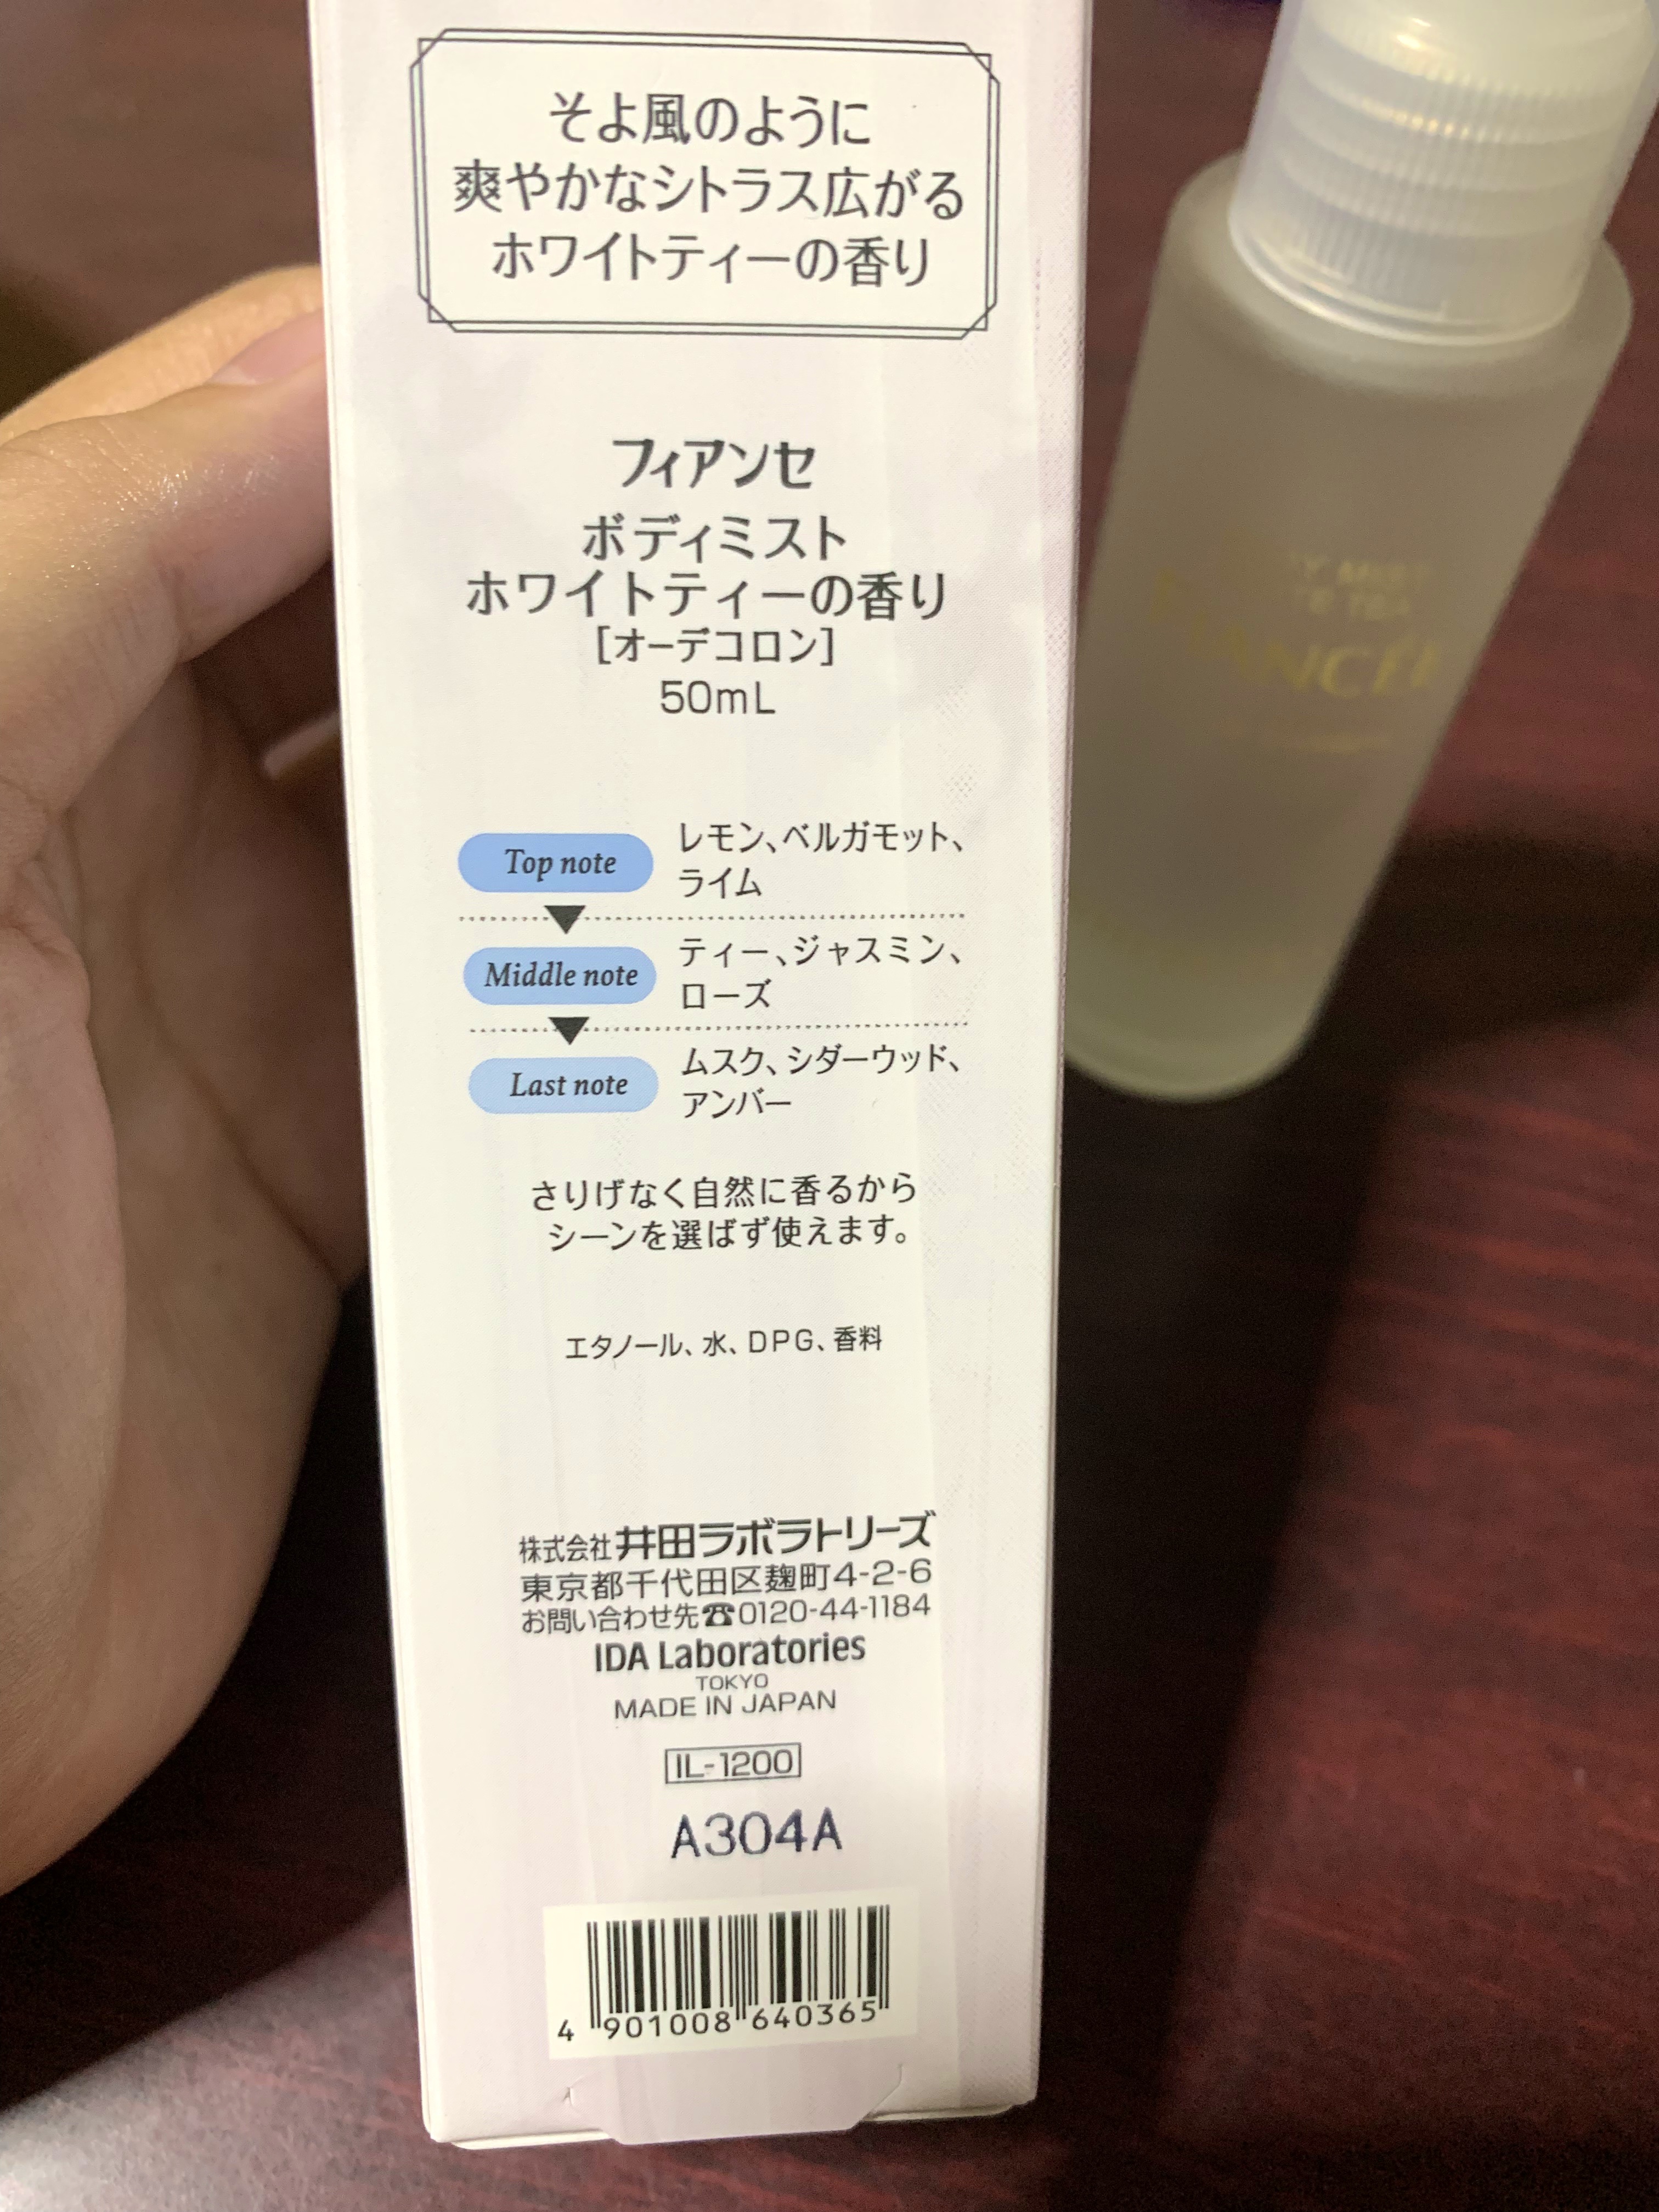 そよ風のように
爽やかなシトラス広がる
ホワイトティーの香り
フィアンセ
ボディミスト
ホワイトティーの香り
[オーデコロン]
50mL
Top note レモン、ベルガモット、
ライム
Middle note ティー、ジャスミン、
ローズ
Last note ムスク、シダーウッド、
アンバー
さりげなく自然に香るから
シーンを選ばず使えます。
エタノール、水、DPG、香料
株式会社井田ラボラトリーズ
東京都千代田区麹町4-2-6
お問い合わせ先☎0120-44-1184
IDA Laboratories
TOKYO
MADE IN JAPAN
IL-1200
A304A
4 901008 640365